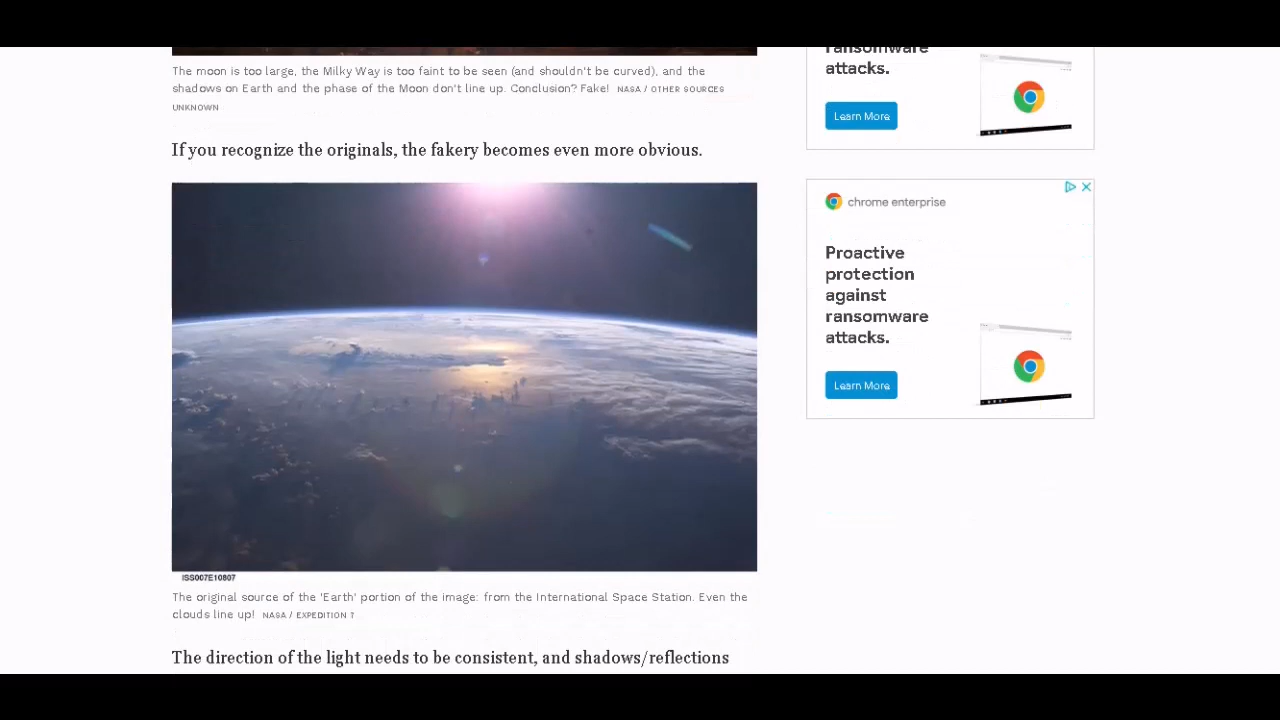 The moon is too large, the Milky Way is too faint to be seen (and shouldn't be curved), and the
shadows on Earth and the phase of the Moon don't line up. Conclusion? Fake! NASA / OTHER SOURCES
UNKNOWN
If you recognize the originals, the fakery becomes even more obvious.
ISS007E10807
The original source of the 'Earth' portion of the image: from the International Space Station. Even the
clouds line up! NASA / EXPEDITION 7
The direction of the light needs to be consistent, and shadows/reflections
ransomware
attacks.
Learn More
chrome enterprise
Proactive
protection
against
ransomware
attacks.
Learn More